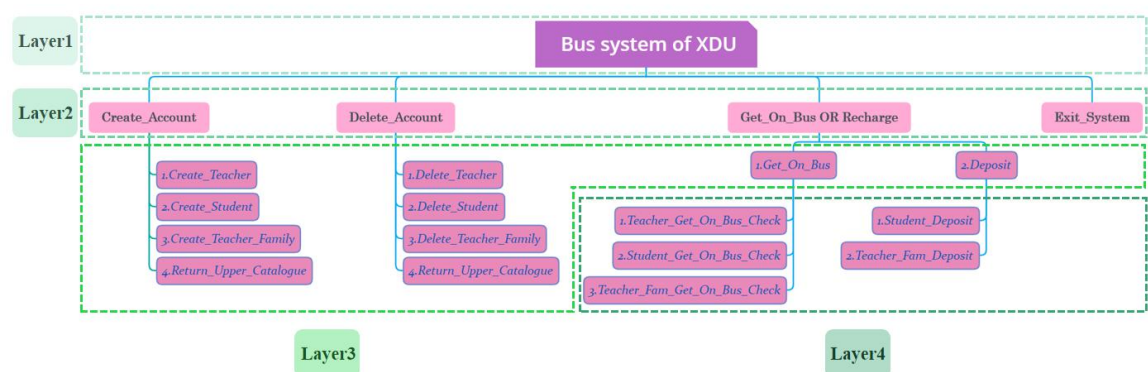 Layer1
Bus system of XDU
Layer2
Create_Account
Delete_Account
Get_On_Bus OR Recharge
Exit_System
1.Create_Teacher
2.Create_Student
3.Create_Teacher_Family
4.Return_Upper_Catalogue
1.Delete_Teacher
2.Delete_Student
3.Delete_Teacher_Family
4.Return_Upper_Catalogue
1.Get_On_Bus
2.Deposit
1.Teacher_Get_On_Bus_Check
2.Student_Get_On_Bus_Check
3.Teacher_Fam_Get_On_Bus_Check
1.Student_Deposit
2.Teacher_Fam_Deposit
Layer3
Layer4